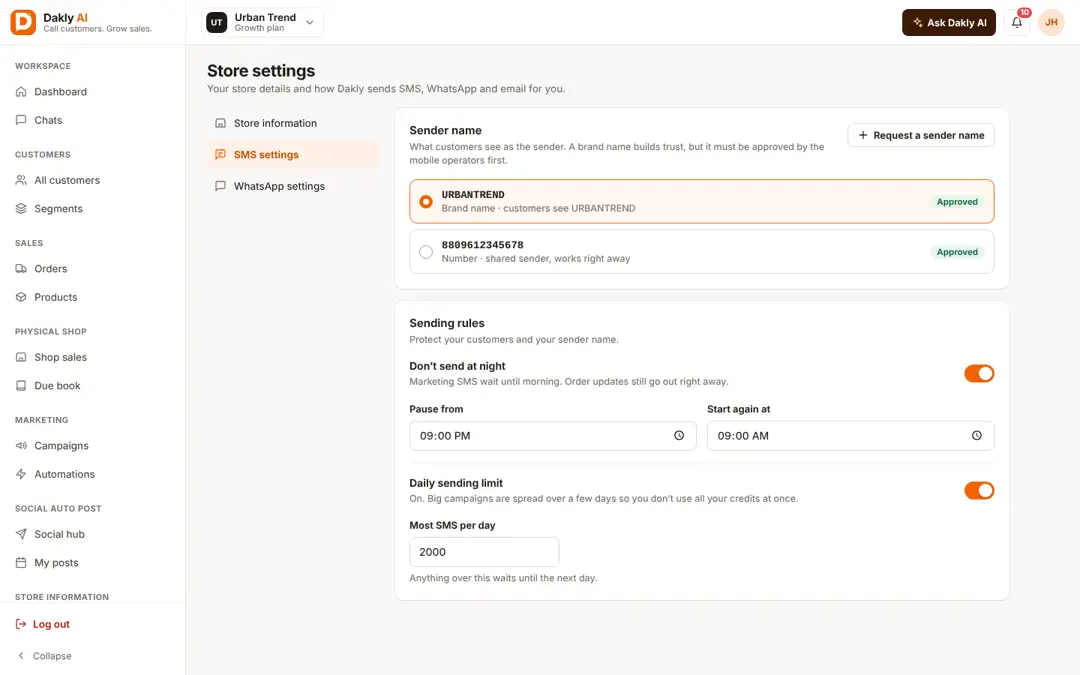 Dakly AI
Call customers. Grow sales.
UT
Urban Trend
Growth plan
Ask Dakly AI
10
JH
WORKSPACE
Dashboard
Chats
CUSTOMERS
All customers
Segments
SALES
Orders
Products
PHYSICAL SHOP
Shop sales
Due book
MARKETING
Campaigns
Automations
SOCIAL AUTO POST
Social hub
My posts
STORE INFORMATION
Log out
Collapse
Store settings
Your store details and how Dakly sends SMS, WhatsApp and email for you.
Store information
SMS settings
WhatsApp settings
Sender name
What customers see as the sender. A brand name builds trust, but it must be approved by the
mobile operators first.
Request a sender name
URBANTREND
Brand name · customers see URBANTREND
Approved
8809612345678
Number · shared sender, works right away
Approved
Sending rules
Protect your customers and your sender name.
Don’t send at night
Marketing SMS wait until morning. Order updates still go out right away.
Pause from
09:00 PM
Start again at
09:00 AM
Daily sending limit
On. Big campaigns are spread over a few days so you don’t use all your credits at once.
Most SMS per day
2000
Anything over this waits until the next day.